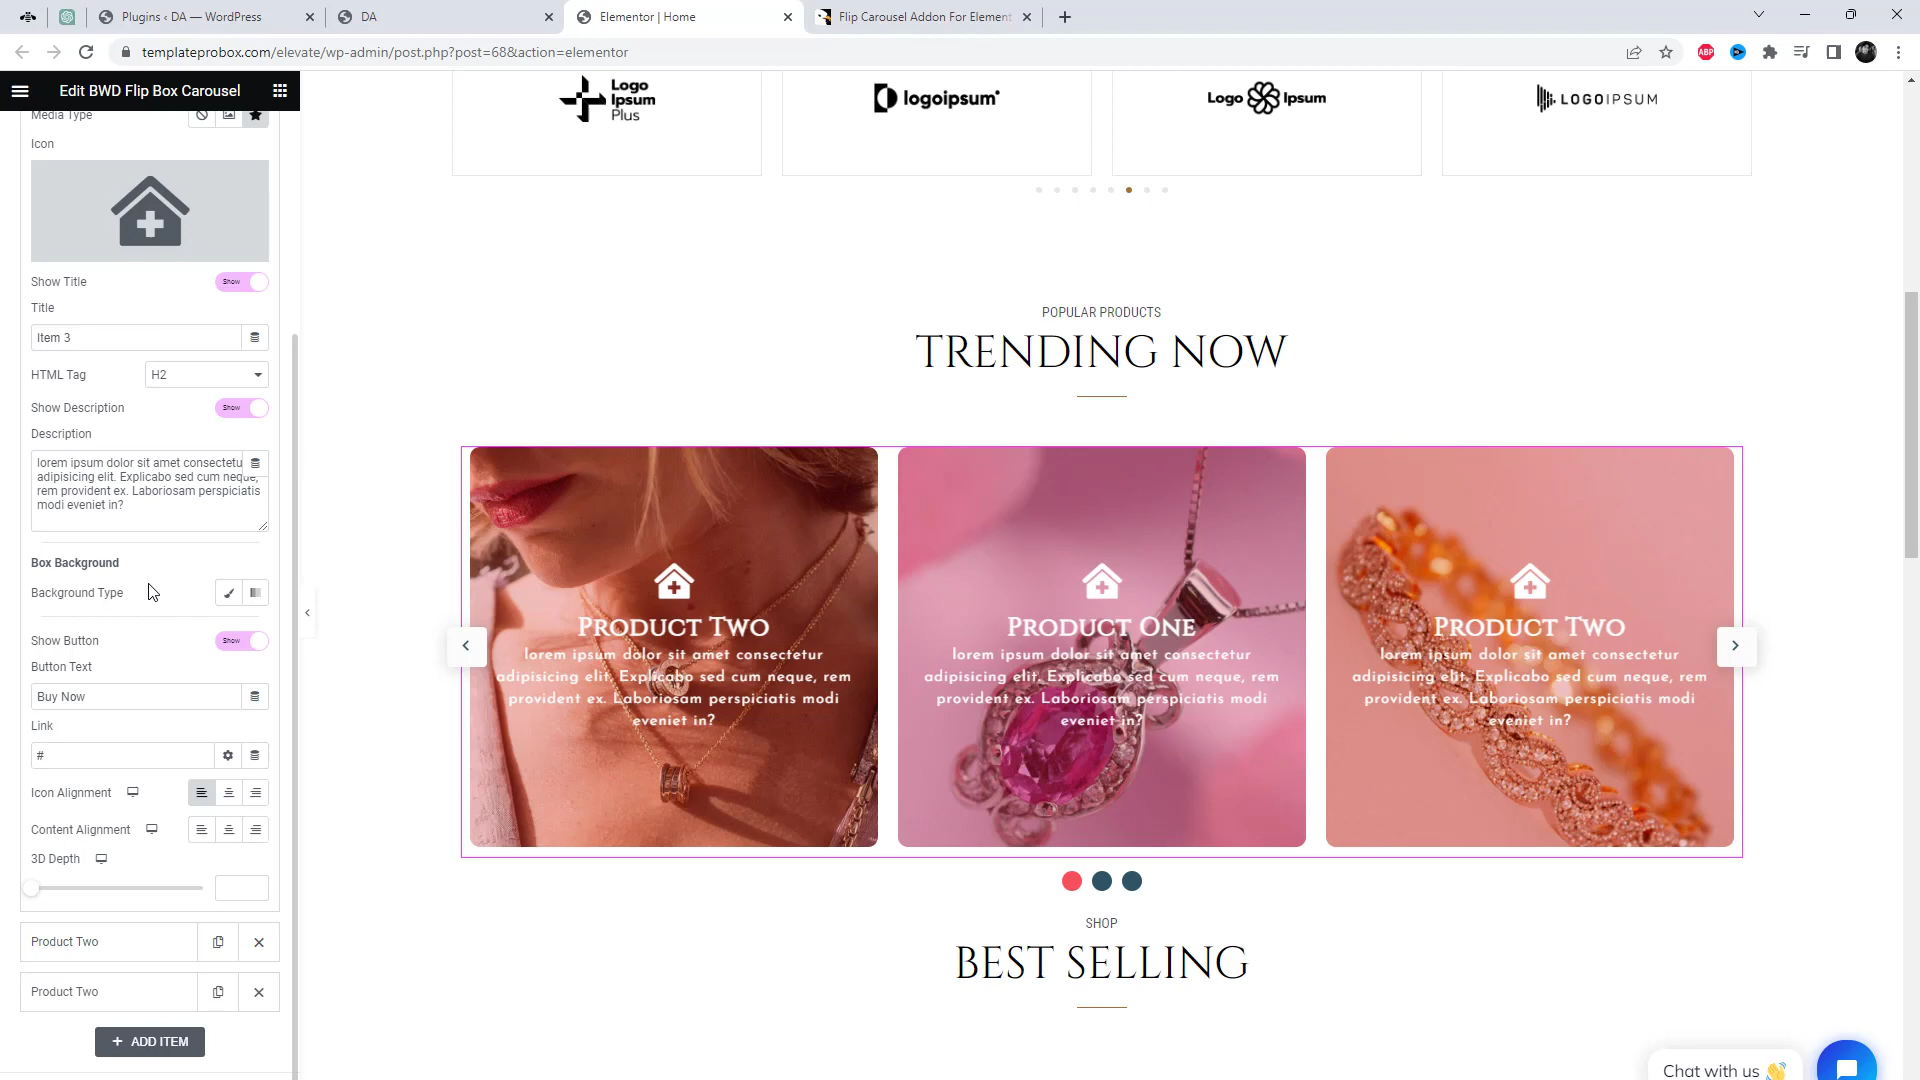 Plugins ‹ DA — WordPress
DA
Elementor | Home
Flip Carousel Addon For Element
templateprobox.com/elevate/wp-admin/post.php?post=68&action=elementor
ABP
Edit BWD Flip Box Carousel
Media Type
Icon
Show Title
Show
Title
Item 3
HTML Tag
H2
Show Description
Show
Description
lorem ipsum dolor sit amet consectetu
adipisicing elit. Explicabo sed cum neque,
rem provident ex. Laboriosam perspiciatis
modi eveniet in?
Box Background
Background Type
Show Button
Show
Button Text
Buy Now
Link
#
Icon Alignment
Content Alignment
3D Depth
Product Two
Product Two
+ ADD ITEM
Logo
Ipsum
Plus
logoipsum
Logo Ipsum
LOGOIPSUM
POPULAR PRODUCTS
TRENDING NOW
Product Two
lorem ipsum dolor sit amet consectetur
adipisicing elit. Explicabo sed cum neque, rem
provident ex. Laboriosam perspiciatis modi
eveniet in?
Product One
lorem ipsum dolor sit amet consectetur
adipisicing elit. Explicabo sed cum neque, rem
provident ex. Laboriosam perspiciatis modi
eveniet in?
Product Two
lorem ipsum dolor sit amet consectetur
adipisicing elit. Explicabo sed cum neque, rem
provident ex. Laboriosam perspiciatis modi
eveniet in?
SHOP
BEST SELLING
Chat with us 👋